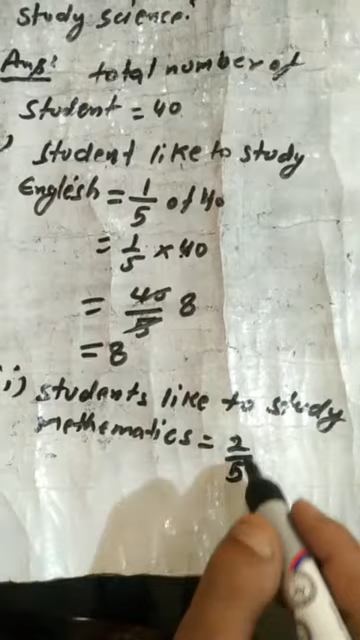 Study science.
Ans: total number of
Student = 40
Student like to study
English = 1/5 of 40
= 1/5 × 40
= 40/5 8
= 8
i) Students like to study
mathematics = 2/5